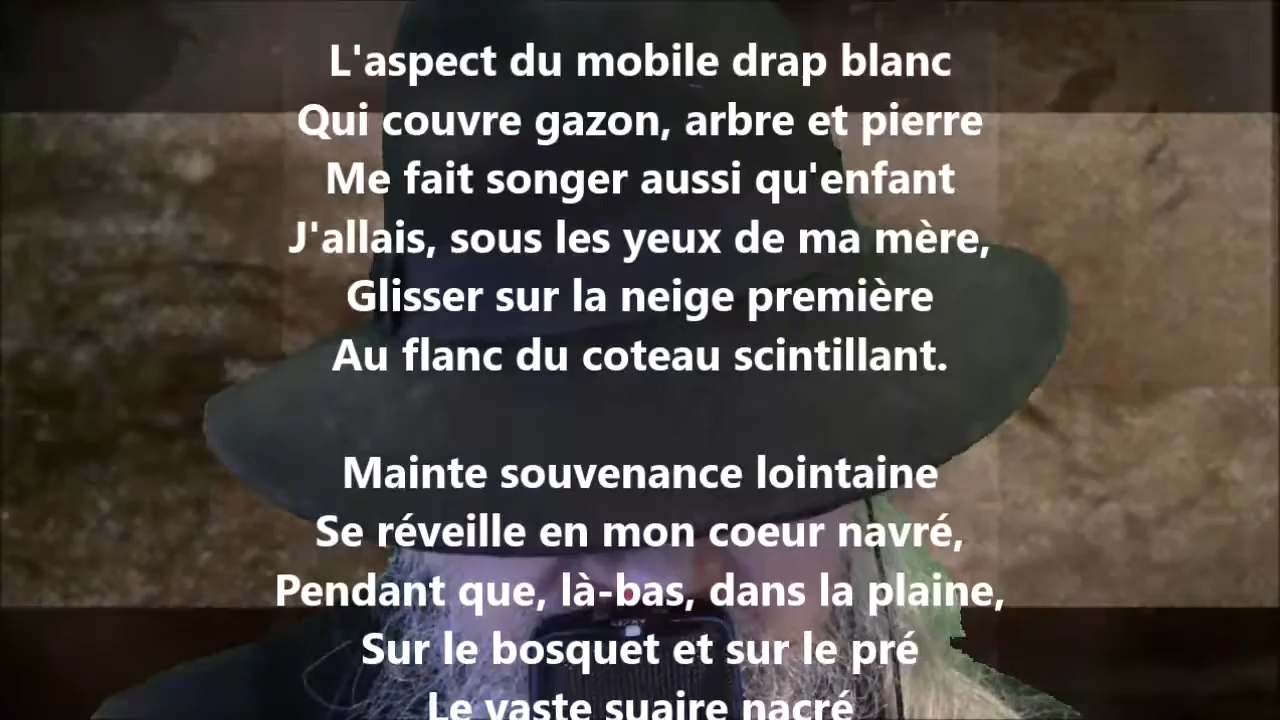 L'aspect du mobile drap blanc
Qui couvre gazon, arbre et pierre
Me fait songer aussi qu'enfant
J'allais, sous les yeux de ma mère,
Glisser sur la neige première
Au flanc du coteau scintillant.
Mainte souvenance lointaine
Se réveille en mon coeur navré,
Pendant que, là-bas, dans la plaine,
Sur le bosquet et sur le pré
Le vaste suaire nacré